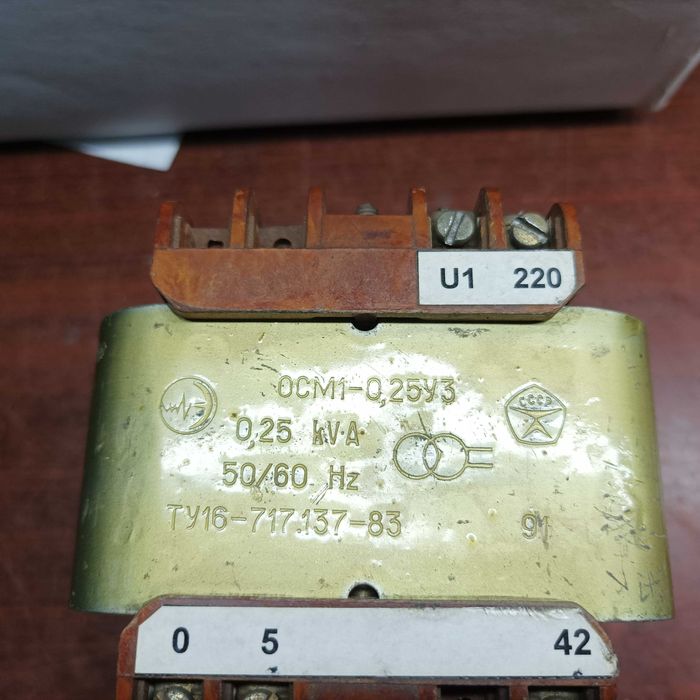 U1 220
ОСМ1-0,25У3
СССР
0,25 kV·A
50/60 Hz
ТУ16-717.137-83
91
0 5 42